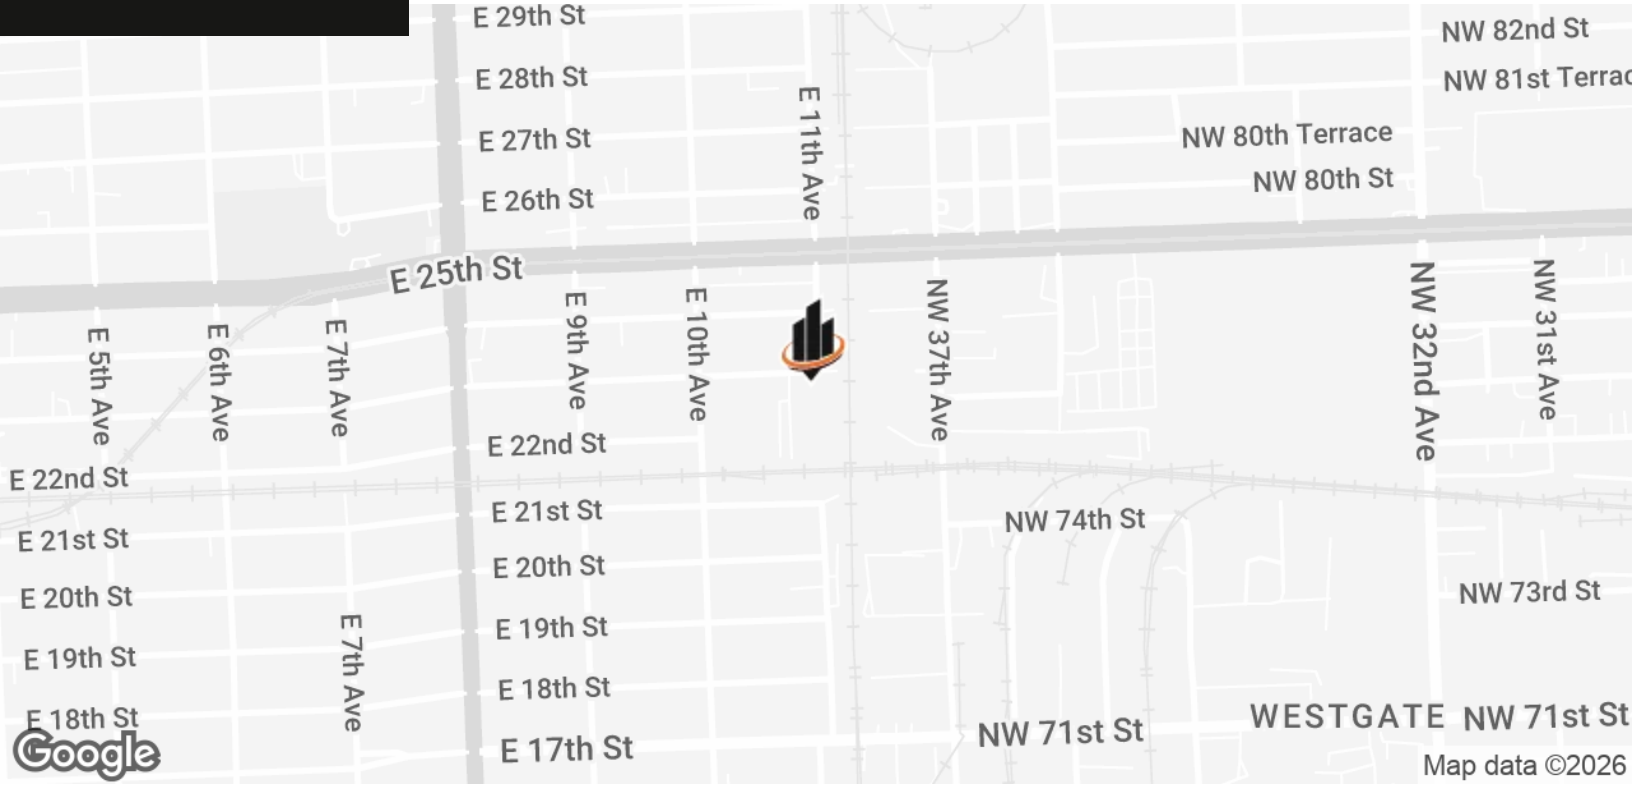 E 29th St
NW 82nd St
E 28th St
NW 81st Terrac
E 11th Ave
E 27th St
NW 80th Terrace
E 26th St
NW 80th St
E 25th St
E 5th Ave
E 6th Ave
E 7th Ave
E 9th Ave
E 10th Ave
NW 37th Ave
NW 32nd Ave
NW 31st Ave
E 22nd St
E 22nd St
E 21st St
NW 74th St
E 21st St
E 20th St
E 20th St
NW 73rd St
E 19th St
E 7th Ave
E 19th St
E 18th St
E 18th St
WESTGATE
NW 71st St
NW 71st St
E 17th St
Google
Map data ©2026